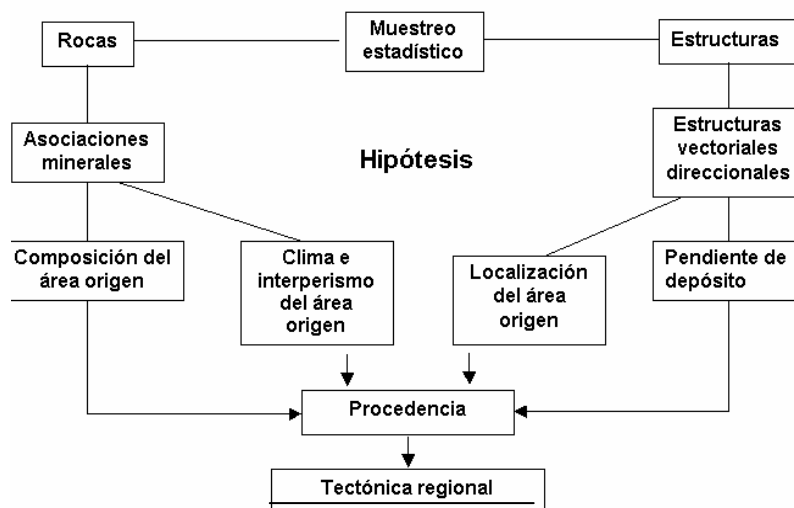 Rocas
Muestreo
estadístico
Estructuras
Asociaciones
minerales
Hipótesis
Estructuras
vectoriales
direccionales
Composición del
área origen
Clima e
interperismo
del área
origen
Localización
del área
origen
Pendiente de
depósito
Procedencia
Tectónica regional